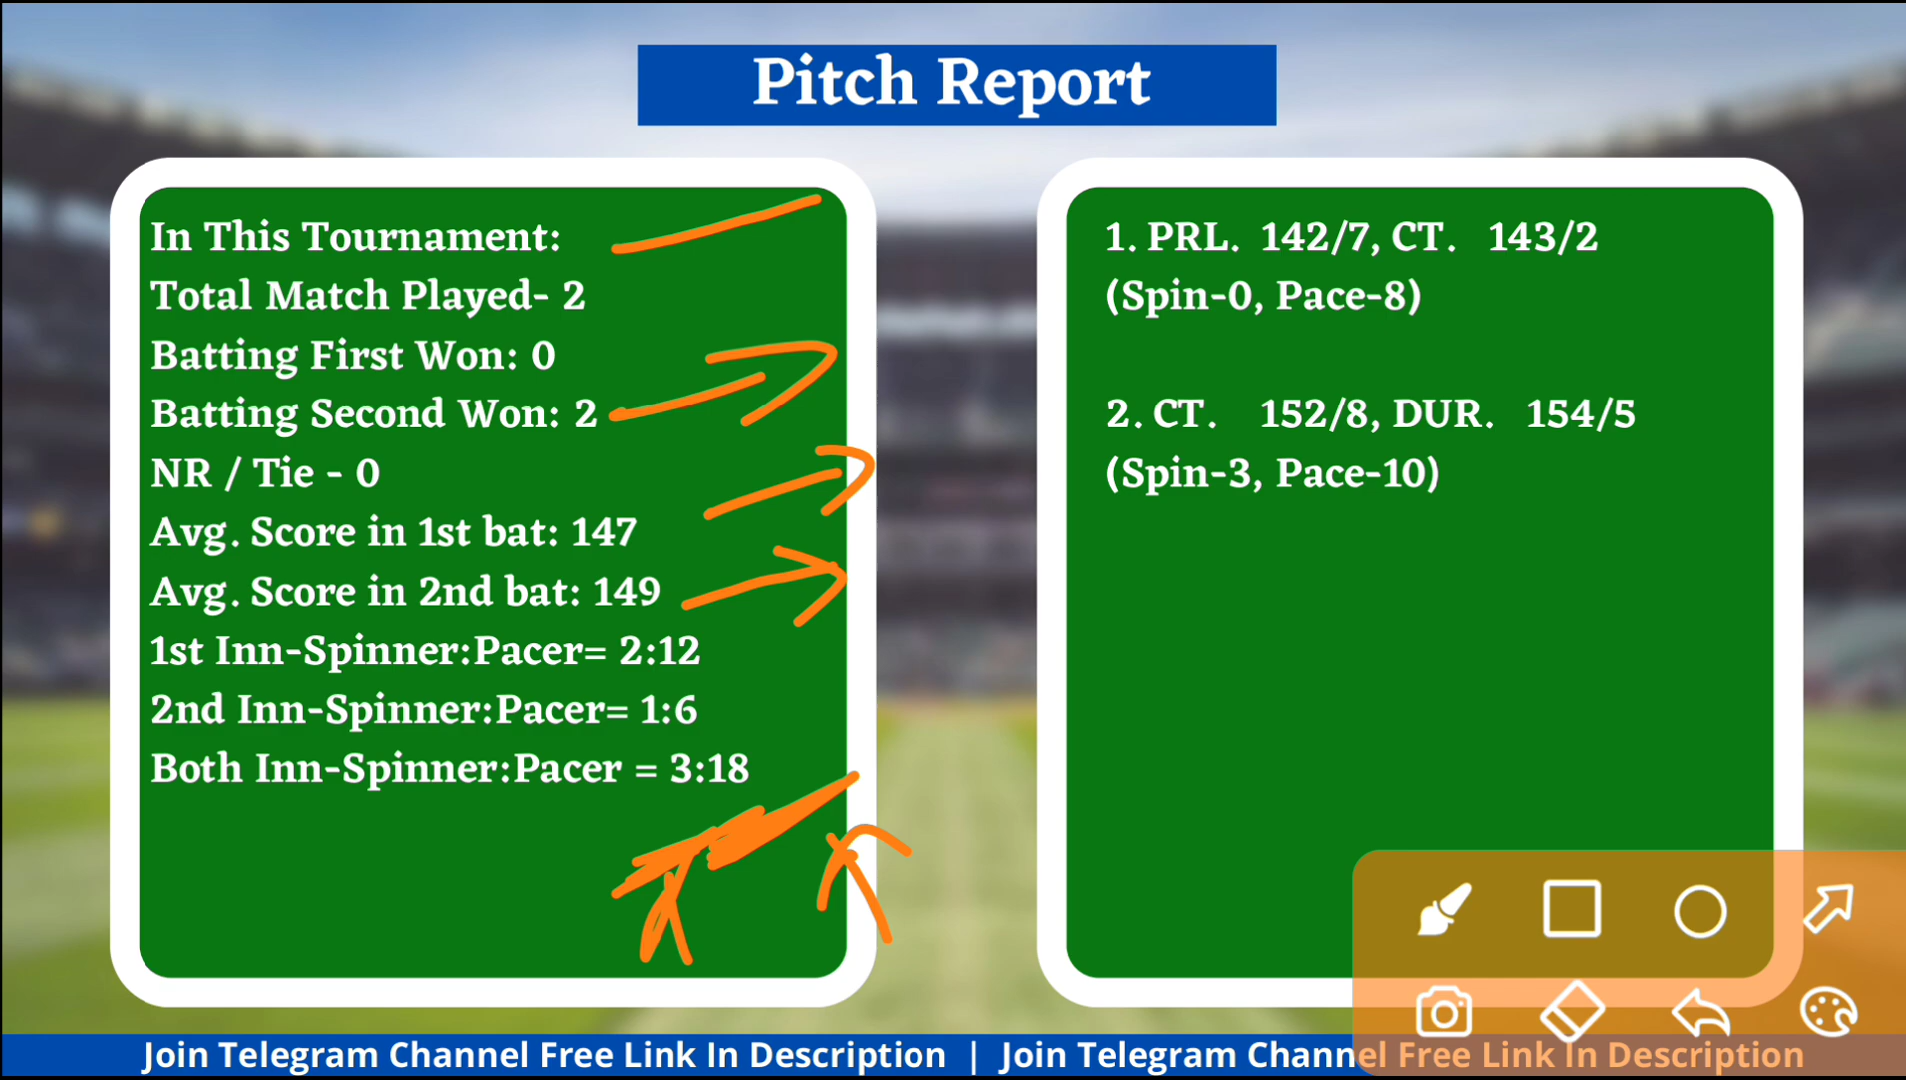 Pitch Report
In This Tournament:
Total Match Played- 2
Batting First Won: 0
Batting Second Won: 2
NR / Tie - 0
Avg. Score in 1st bat: 147
Avg. Score in 2nd bat: 149
1st Inn-Spinner:Pacer= 2:12
2nd Inn-Spinner:Pacer= 1:6
Both Inn-Spinner:Pacer = 3:18
1. PRL. 142/7, CT. 143/2
(Spin-0, Pace-8)
2. CT. 152/8, DUR. 154/5
(Spin-3, Pace-10)
Join Telegram Channel Free Link In Description | Join Telegram Channel Free Link In Description